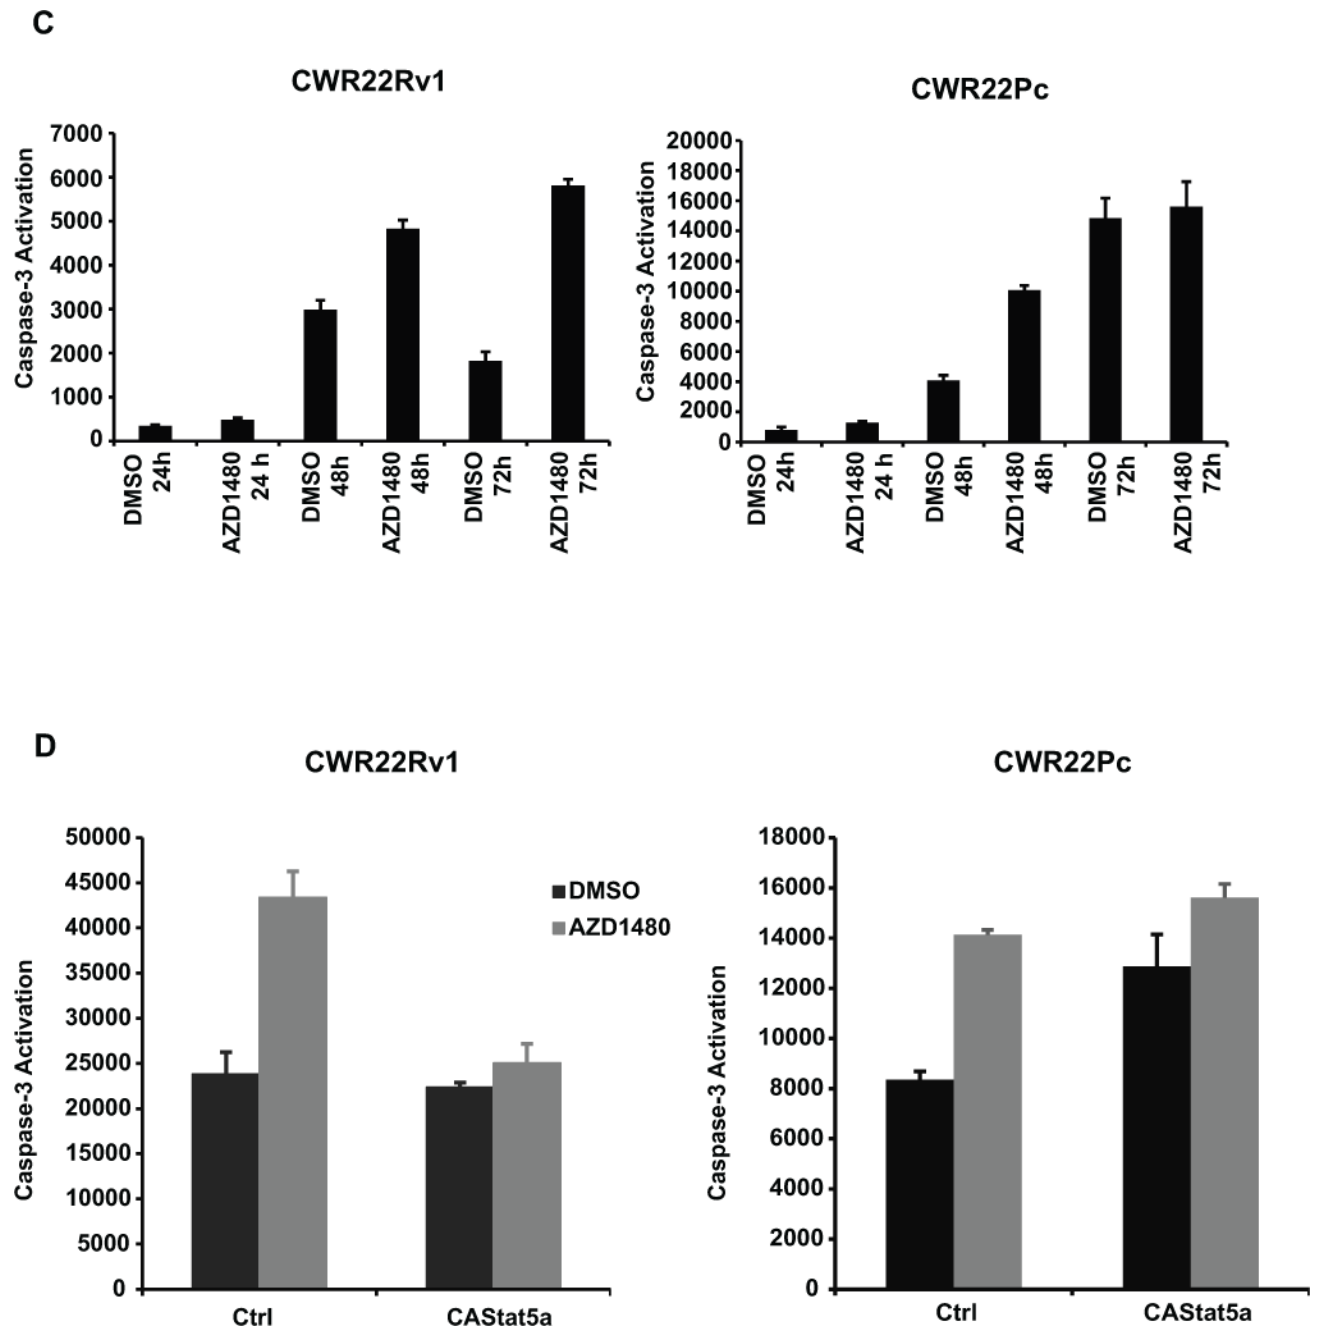 C
CWR22Rv1
Caspase-3 Activation
7000
6000
5000
4000
3000
2000
1000
0
DMSO
24h
AZD1480
24 h
DMSO
48h
AZD1480
48h
DMSO
72h
AZD1480
72h
CWR22Pc
Caspase-3 Activation
20000
18000
16000
14000
12000
10000
8000
6000
4000
2000
0
DMSO
24h
AZD1480
24 h
DMSO
48h
AZD1480
48h
DMSO
72h
AZD1480
72h
D
CWR22Rv1
Caspase-3 Activation
50000
45000
40000
35000
30000
25000
20000
15000
10000
5000
0
Ctrl
CAStat5a
DMSO
AZD1480
CWR22Pc
Caspase-3 Activation
18000
16000
14000
12000
10000
8000
6000
4000
2000
0
Ctrl
CAStat5a